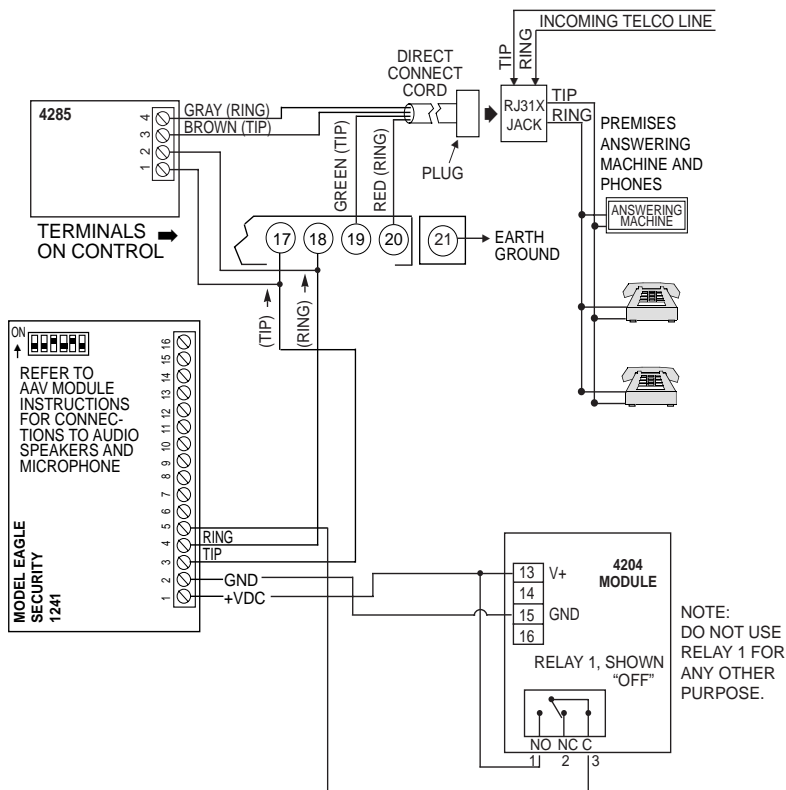 INCOMING TELCO LINE
TIP
RING
DIRECT
CONNECT
CORD
RJ31X
JACK
TIP
RING
PLUG
PREMISES
ANSWERING
MACHINE AND
PHONES
ANSWERING
MACHINE
4285
4
3
2
1
GRAY (RING)
BROWN (TIP)
GREEN (TIP)
RED (RING)
TERMINALS
ON CONTROL
17
18
19
20
21
EARTH
GROUND
(TIP)
(RING)
ON
REFER TO
AAV MODULE
INSTRUCTIONS
FOR CONNEC-
TIONS TO AUDIO
SPEAKERS AND
MICROPHONE
MODEL EAGLE
SECURITY
1241
16
15
14
13
12
11
10
9
8
7
6
5
4
3
2
1
RING
TIP
GND
+VDC
4204
MODULE
13 V+
14
15 GND
16
RELAY 1, SHOWN
“OFF”
NO NC C
1 2 3
NOTE:
DO NOT USE
RELAY 1 FOR
ANY OTHER
PURPOSE.